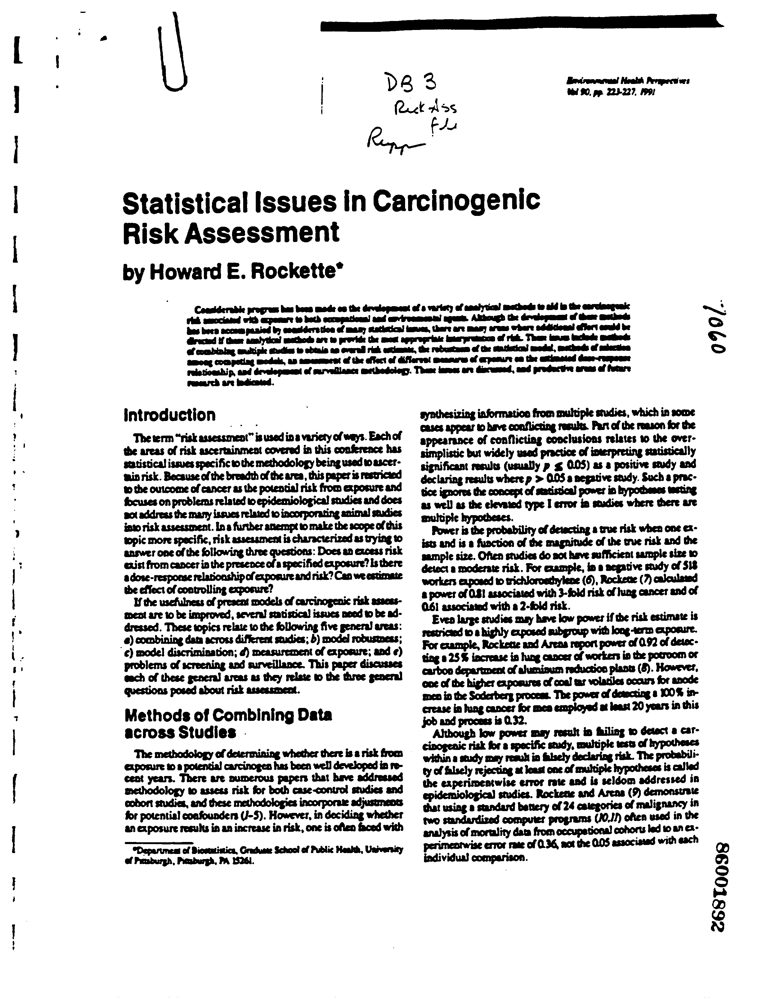 DB 3
Risk Ass
file
Environmental Health Perspectives
Vol 90, pp. 223-227, 1991
Statistical Issues in Carcinogenic
Risk Assessment
by Howard E. Rockette*
Considerable progress has been made on the development of a variety of analytical methods to aid in the carcinogenic
risk associated with exposure to both occupational and environmental agents. Although the development of these methods
has been accompanied by consideration of many statistical issues, there are many areas where additional effort could be
directed if these analytical methods are to provide the most appropriate interpretation of risk. These issues include methods
of combining multiple studies to obtain an overall risk estimate, the robustness of the statistical model, methods of selection
among competing models, an assessment of the effect of different measures of exposure on the estimated dose-response
relationship, and development of surveillance methodology. These issues are discussed, and productive areas of future
research are indicated.
7060
Introduction
The term "risk assessment" is used in a variety of ways. Each of
the areas of risk ascertainment covered in this conference has
statistical issues specific to the methodology being used to ascer-
tain risk. Because of the breadth of the area, this paper is restricted
to the outcome of cancer as the potential risk from exposure and
focuses on problems related to epidemiological studies and does
not address the many issues related to incorporating animal studies
into risk assessment. In a further attempt to make the scope of this
topic more specific, risk assessment is characterized as trying to
answer one of the following three questions: Does an excess risk
exist from cancer in the presence of a specified exposure? Is there
a dose-response relationship of exposure and risk? Can we estimate
the effect of controlling exposure?
If the usefulness of present models of carcinogenic risk assess-
ment are to be improved, several statistical issues need to be ad-
dressed. These topics relate to the following five general areas:
a) combining data across different studies; b) model robustness;
c) model discrimination; d) measurement of exposure; and e)
problems of screening and surveillance. This paper discusses
each of these general areas as they relate to the three general
questions posed about risk assessment.
Methods of Combining Data
across Studies
The methodology of determining whether there is a risk from
exposure to a potential carcinogen has been well developed in re-
cent years. There are numerous papers that have addressed
methodology to assess risk for both case-control studies and
cohort studies, and these methodologies incorporate adjustments
for potential confounders (1-5). However, in deciding whether
an exposure results in an increase in risk, one is often faced with
*Department of Biostatistics, Graduate School of Public Health, University
of Pittsburgh, Pittsburgh, PA 15261.
synthesizing information from multiple studies, which in some
cases appear to have conflicting results. Part of the reason for the
appearance of conflicting conclusions relates to the over-
simplistic but widely used practice of interpreting statistically
significant results (usually p ≤ 0.05) as a positive study and
declaring results where p > 0.05 a negative study. Such a prac-
tice ignores the concept of statistical power in hypotheses testing
as well as the elevated type I error in studies where there are
multiple hypotheses.
Power is the probability of detecting a true risk when one ex-
ists and is a function of the magnitude of the true risk and the
sample size. Often studies do not have sufficient sample size to
detect a moderate risk. For example, in a negative study of 518
workers exposed to trichloroethylene (6), Rockette (7) calculated
a power of 0.81 associated with 3-fold risk of lung cancer and of
0.61 associated with a 2-fold risk.
Even large studies may have low power if the risk estimate is
restricted to a highly exposed subgroup with long-term exposure.
For example, Rockette and Arena report power of 0.92 of detec-
ting a 25% increase in lung cancer of workers in the potroom or
carbon department of aluminum reduction plants (8). However,
one of the higher exposures of coal tar volatiles occurs for anode
men in the Soderberg process. The power of detecting a 100% in-
crease in lung cancer for men employed at least 20 years in this
job and process is 0.32.
Although low power may result in failing to detect a car-
cinogenic risk for a specific study, multiple tests of hypotheses
within a study may result in falsely declaring risk. The probabili-
ty of falsely rejecting at least one of multiple hypotheses is called
the experimentwise error rate and is seldom addressed in
epidemiological studies. Rockette and Arena (9) demonstrate
that using a standard battery of 24 categories of malignancy in
two standardized computer programs (10,11) often used in the
analysis of mortality data from occupational cohorts led to an ex-
perimentwise error rate of 0.36, not the 0.05 associated with each
individual comparison.
86001892